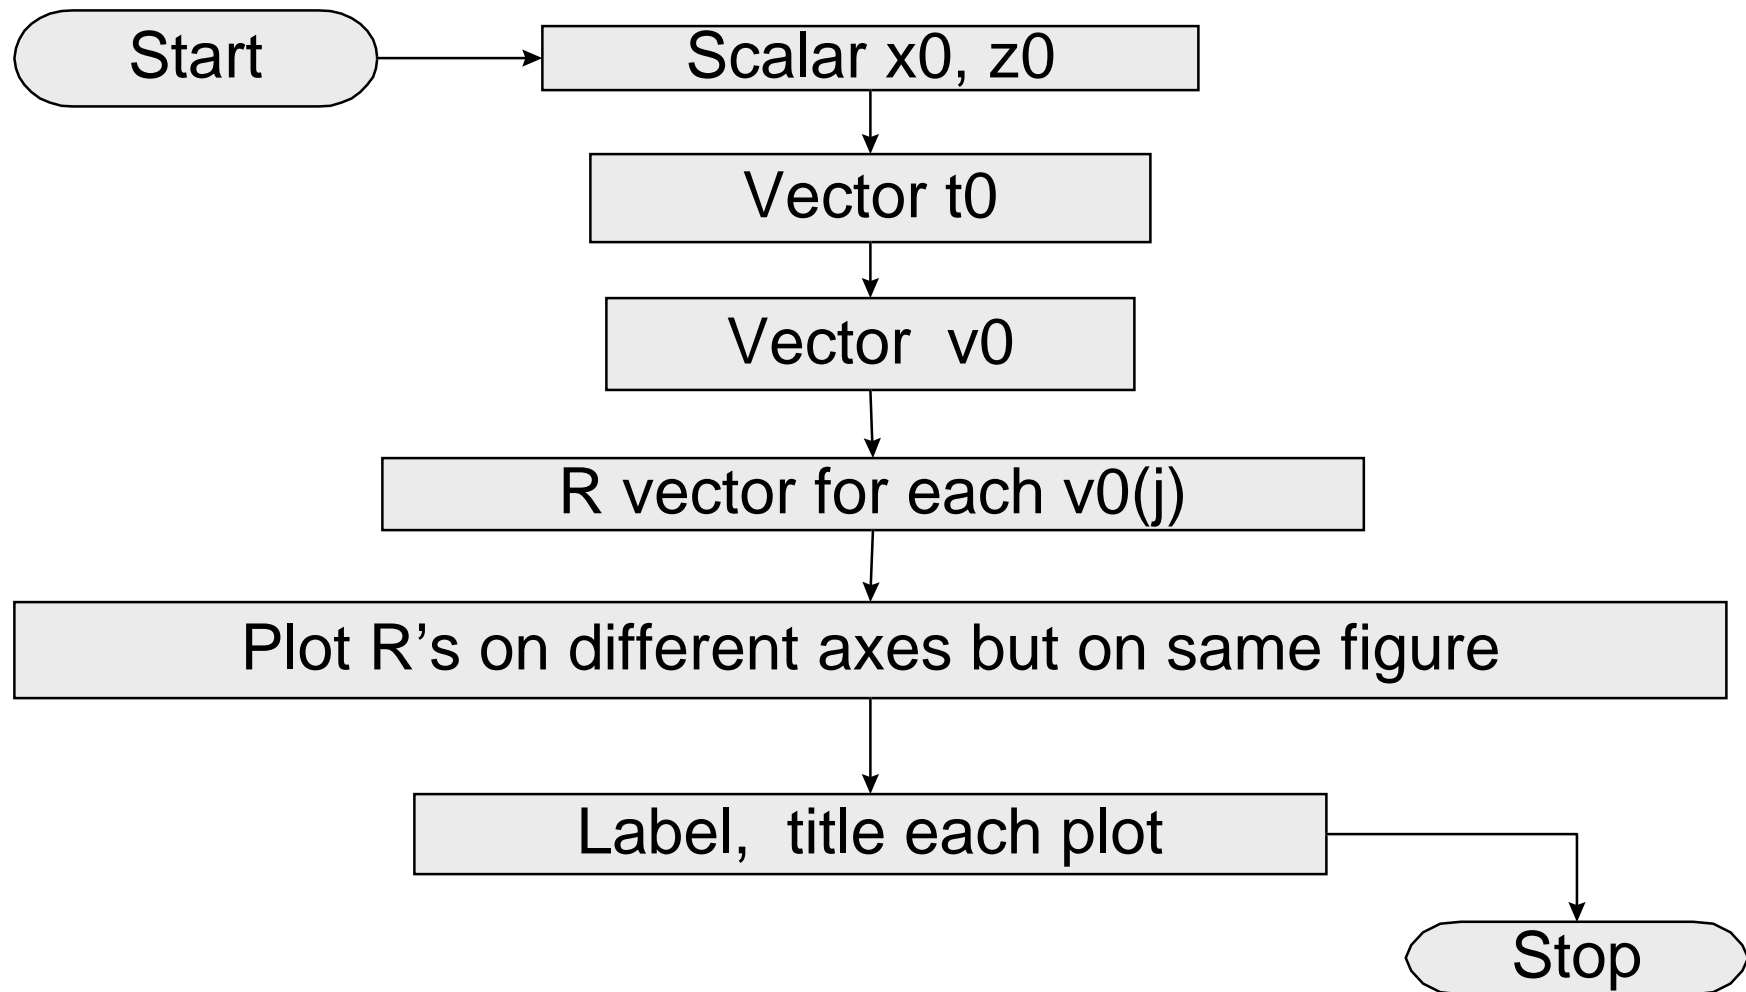 Start
Scalar x0, z0
Vector t0
Vector  v0
R vector for each v0(j)
Plot R’s on different axes but on same figure
Label,  title each plot
Stop